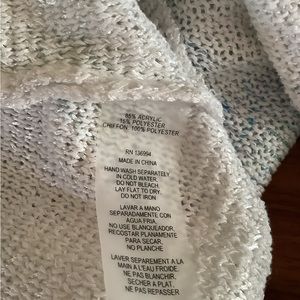 85% ACRYLIC
15% POLYESTER
CHIFFON: 100% POLYESTER
RN 136994
MADE IN CHINA
HAND WASH SEPARATELY
IN COLD WATER.
DO NOT BLEACH.
LAY FLAT TO DRY.
DO NOT IRON
LAVAR A MANO
SEPARADAMENTE CON
AGUA FRIA.
NO USE BLANQUEADOR.
RECOSTAR PLANAMENTE
PARA SECAR.
NO PLANCHE
LAVER SEPAREMENT A LA
MAIN A L'EAU FROIDE.
NE PAS BLANCHIR.
SECHER A PLAT.
NE PAS REPASSER